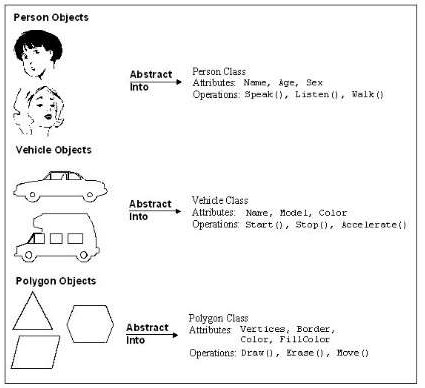 Person Objects
Abstract
Into
Person Class
Attributes: Name, Age, Sex
Operations: Speak(), Listen(), Walk()
Vehicle Objects
Abstract
Into
Vehicle Class
Attributes: Name, Model, Color
Operations: Start(), Stop(), Accelerate()
Polygon Objects
Abstract
Into
Polygon Class
Attributes: Vertices, Border,
Color, FillColor
Operations: Draw(), Erase(), Move()